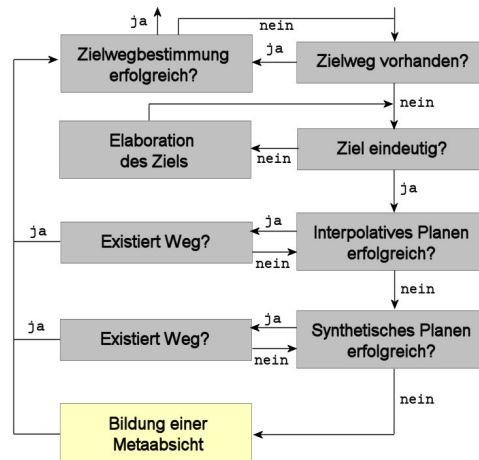 ja
nein
Zielwegbestimmung
erfolgreich?
ja
Zielweg vorhanden?
nein
Elaboration
des Ziels
nein
Ziel eindeutig?
ja
ja
Existiert Weg?
ja
nein
Interpolatives Planen
erfolgreich?
nein
ja
Existiert Weg?
ja
nein
Synthetisches Planen
erfolgreich?
nein
Bildung einer
Metaabsicht